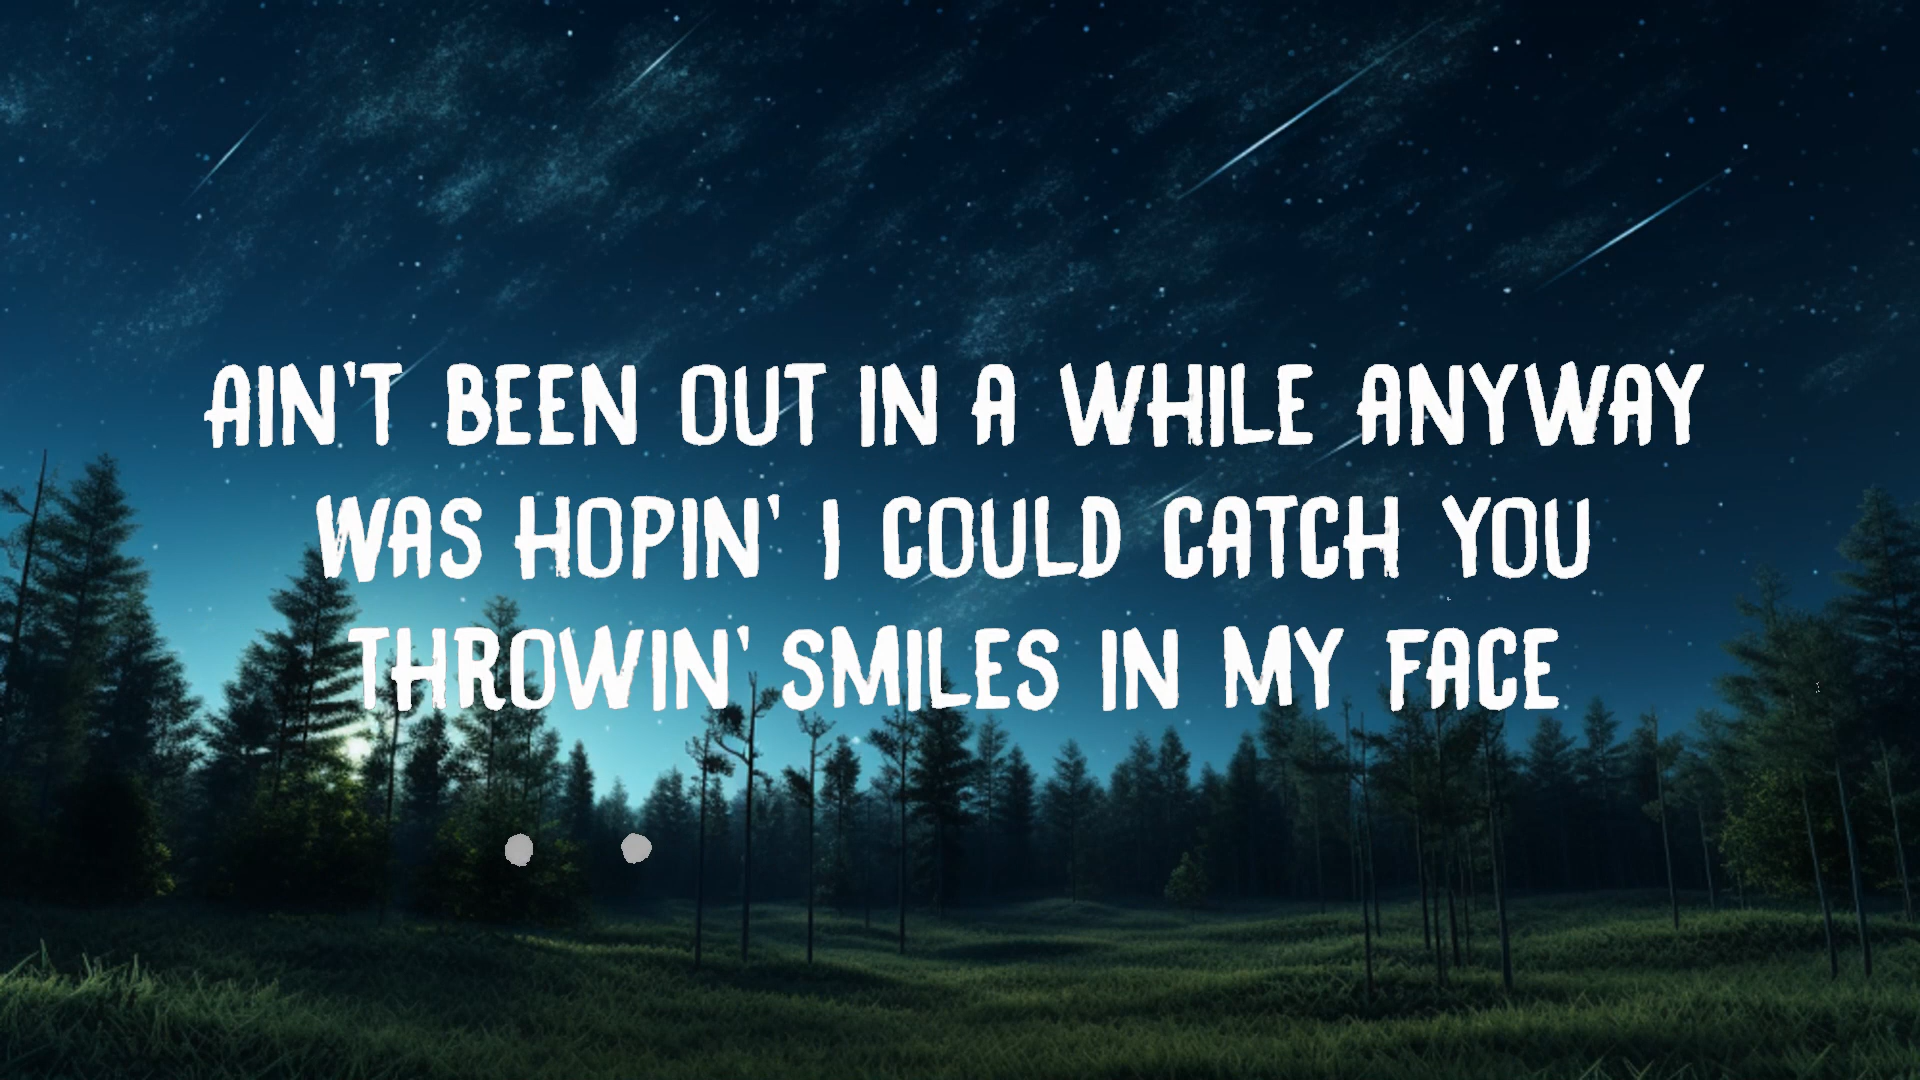 AIN'T BEEN OUT IN A WHILE ANYWAY
WAS HOPIN' I COULD CATCH YOU
THROWIN' SMILES IN MY FACE